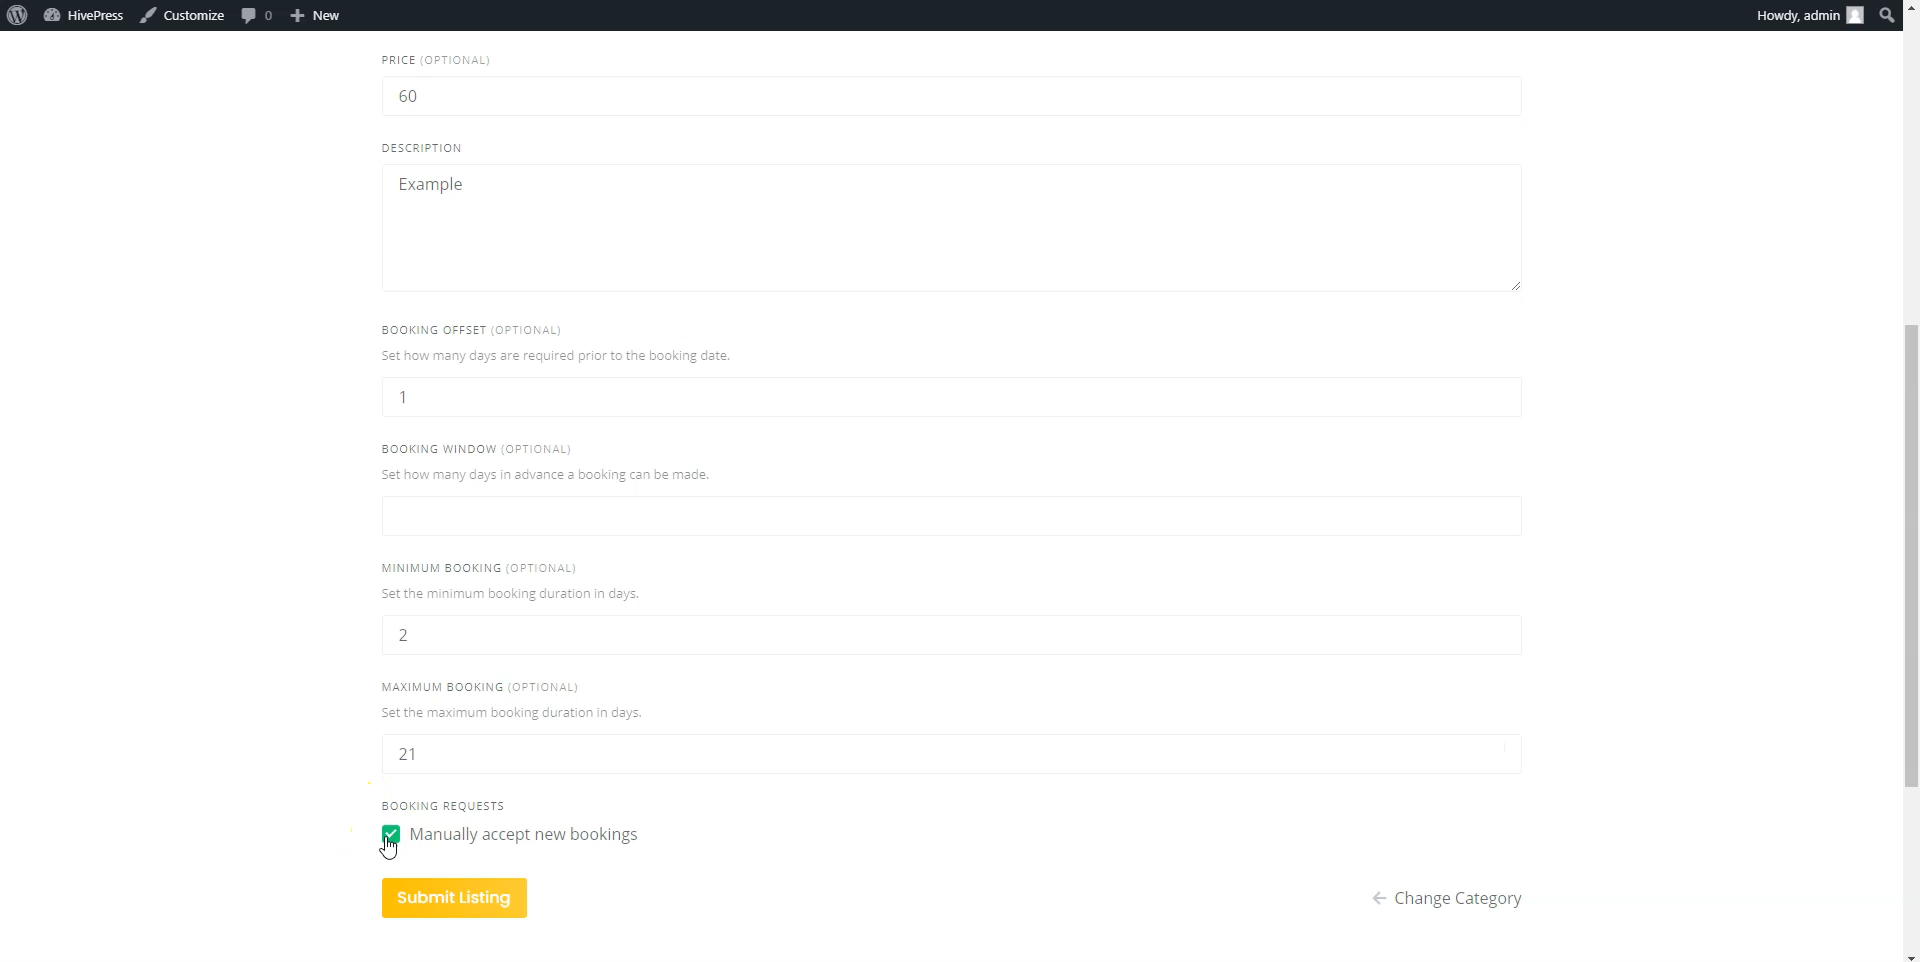 HivePress Customize 0 New Howdy, admin
PRICE (OPTIONAL)
60
DESCRIPTION
Example
BOOKING OFFSET (OPTIONAL)
Set how many days are required prior to the booking date.
1
BOOKING WINDOW (OPTIONAL)
Set how many days in advance a booking can be made.
MINIMUM BOOKING (OPTIONAL)
Set the minimum booking duration in days.
2
MAXIMUM BOOKING (OPTIONAL)
Set the maximum booking duration in days.
21
BOOKING REQUESTS
Manually accept new bookings
Submit Listing
Change Category